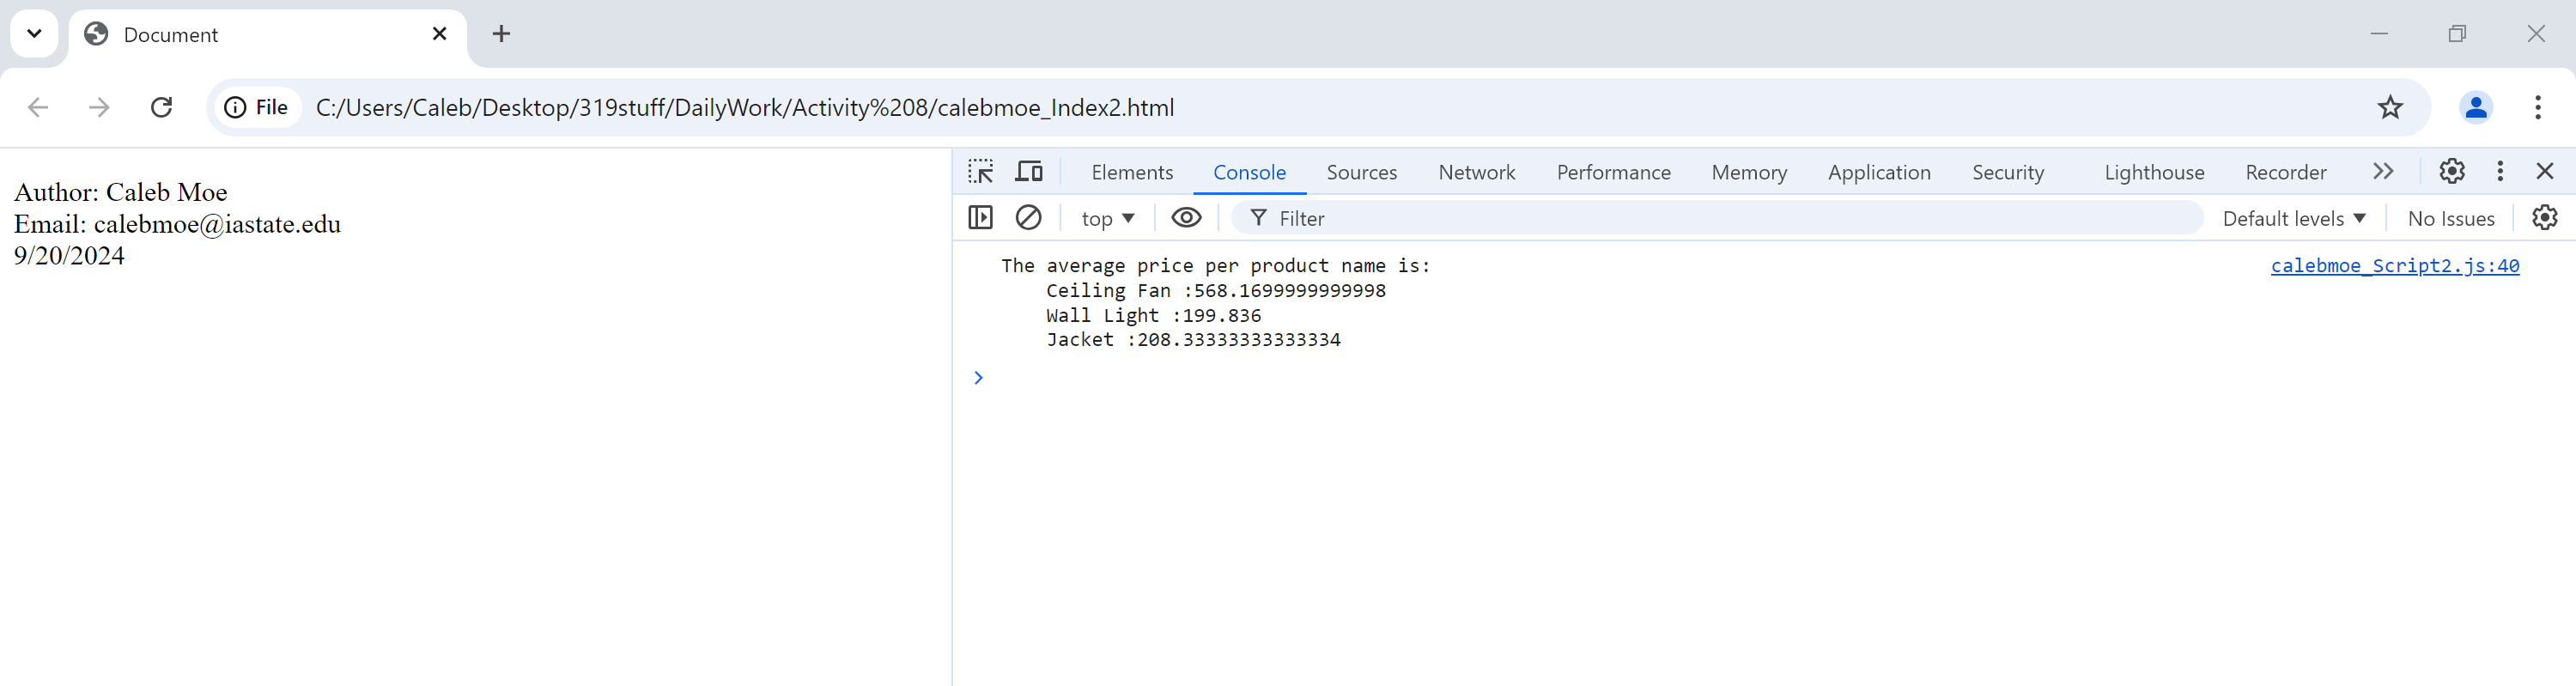 Document
File C:/Users/Caleb/Desktop/319stuff/DailyWork/Activity%208/calebmoe_Index2.html
Author: Caleb Moe
Email: calebmoe@iastate.edu
9/20/2024
Elements Console Sources Network Performance Memory Application Security Lighthouse Recorder
top Filter Default levels No Issues
The average price per product name is: calebmoe_Script2.js:40
Ceiling Fan :568.1699999999998
Wall Light :199.836
Jacket :208.33333333333334